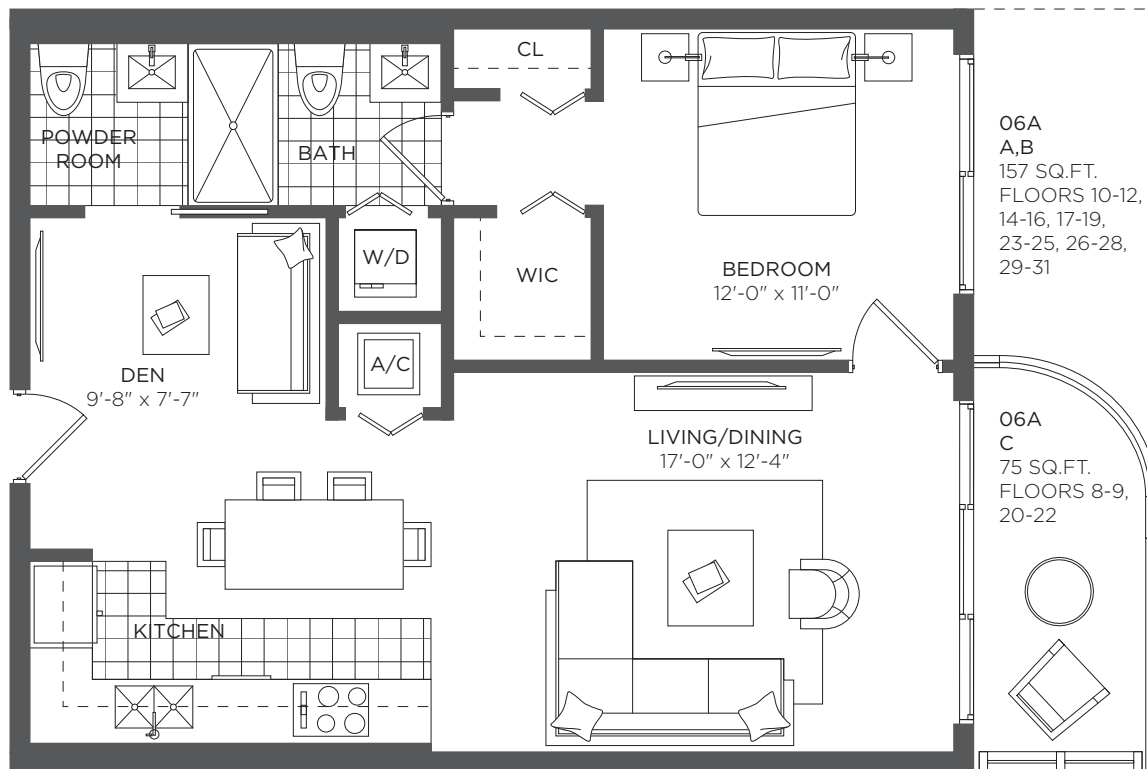 CL
POWDER
ROOM
BATH
W/D
WIC
BEDROOM
12'-0" x 11'-0"
A/C
DEN
9'-8" x 7'-7"
LIVING/DINING
17'-0" x 12'-4"
KITCHEN
06A
A,B
157 SQ.FT.
FLOORS 10-12,
14-16, 17-19,
23-25, 26-28,
29-31
06A
C
75 SQ.FT.
FLOORS 8-9,
20-22